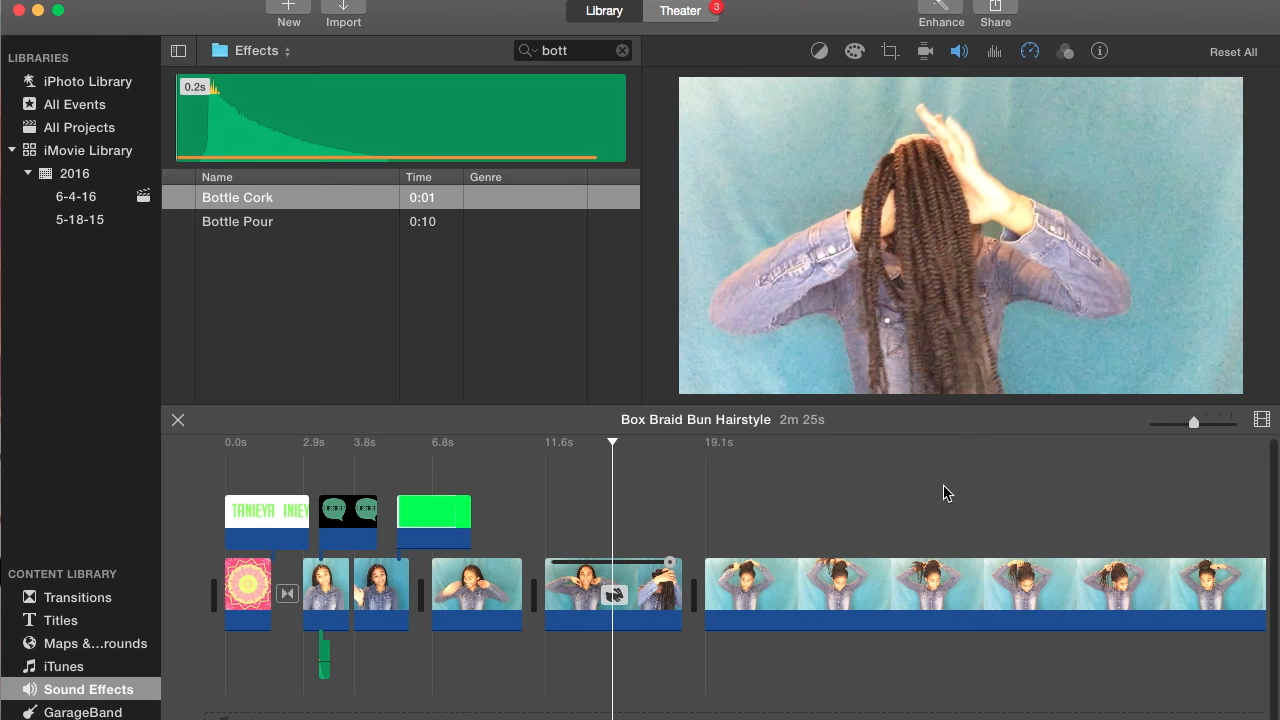 New
Import
Library
Theater
3
Enhance
Share
LIBRARIES
iPhoto Library
All Events
All Projects
iMovie Library
2016
6-4-16
5-18-15
CONTENT LIBRARY
Transitions
Titles
Maps &...rounds
iTunes
Sound Effects
GarageBand
Effects
bott
0.2s
Name
Time
Genre
Bottle Cork
0:01
Bottle Pour
0:10
Reset All
Box Braid Bun Hairstyle
2m 25s
0.0s
2.9s
3.8s
6.8s
11.6s
19.1s
TANIEYA INIEY